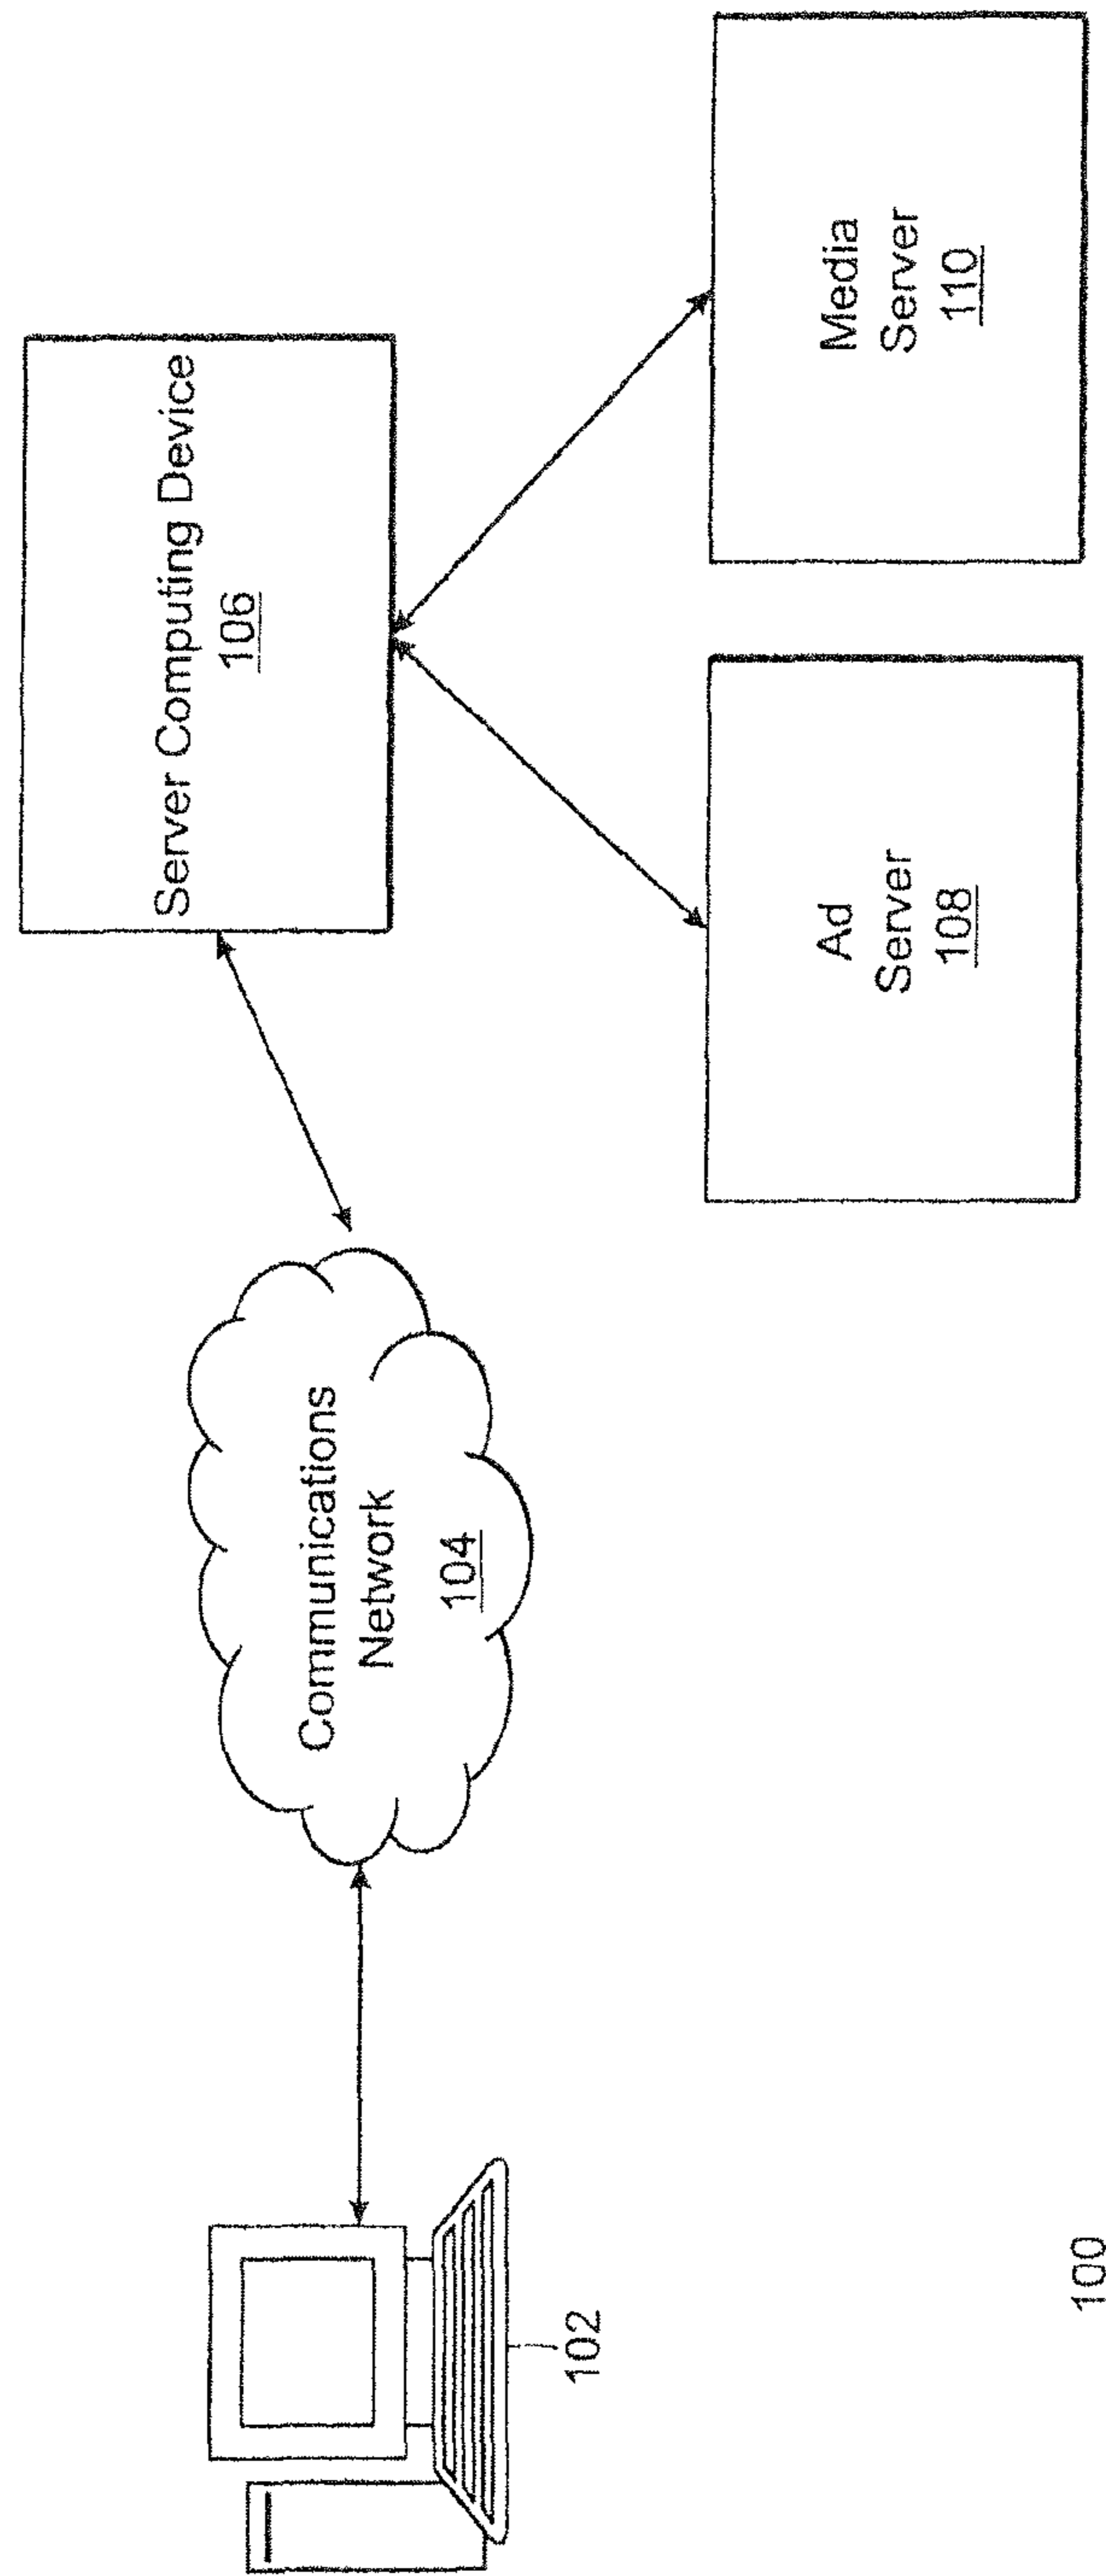 Server Computing Device
106
Communications
Network
104
Media
Server
110
Ad
Server
108
102
100